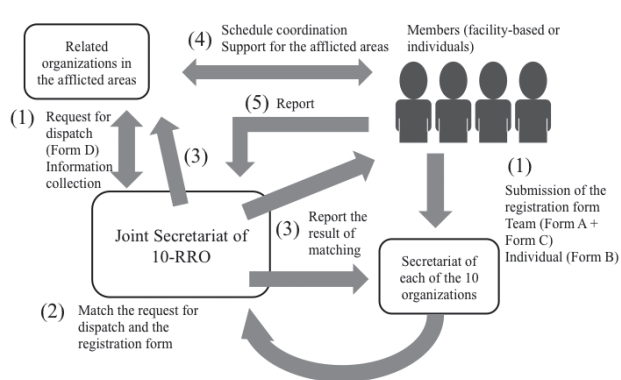 Related
organizations in
the afflicted areas
(4)
Schedule coordination
Support for the afflicted areas
Members (facility-based or
individuals)
(5) Report
(1) Request for
dispatch
(Form D)
Information
collection
(3)
(1)
Submission of the
registration form
Team (Form A +
Form C)
Individual (Form B)
Joint Secretariat of
10-RRO
(3) Report the
result of
matching
Secretariat of
each of the 10
organizations
(2) Match the request for
dispatch and the
registration form